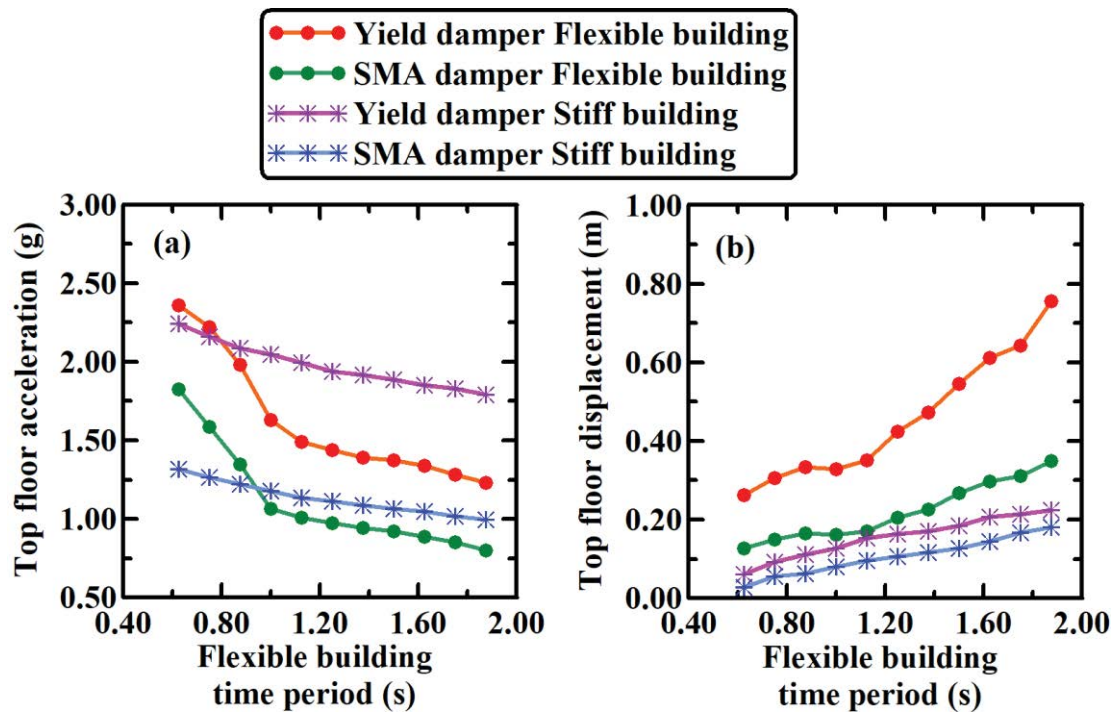 Yield damper Flexible building
SMA damper Flexible building
Yield damper Stiff building
SMA damper Stiff building
(a)
Top floor acceleration (g)
3.00
2.50
2.00
1.50
1.00
0.50
0.40 0.80 1.20 1.60 2.00
Flexible building
time period (s)
(b)
Top floor displacement (m)
1.00
0.80
0.60
0.40
0.20
0.00
0.40 0.80 1.20 1.60 2.00
Flexible building
time period (s)